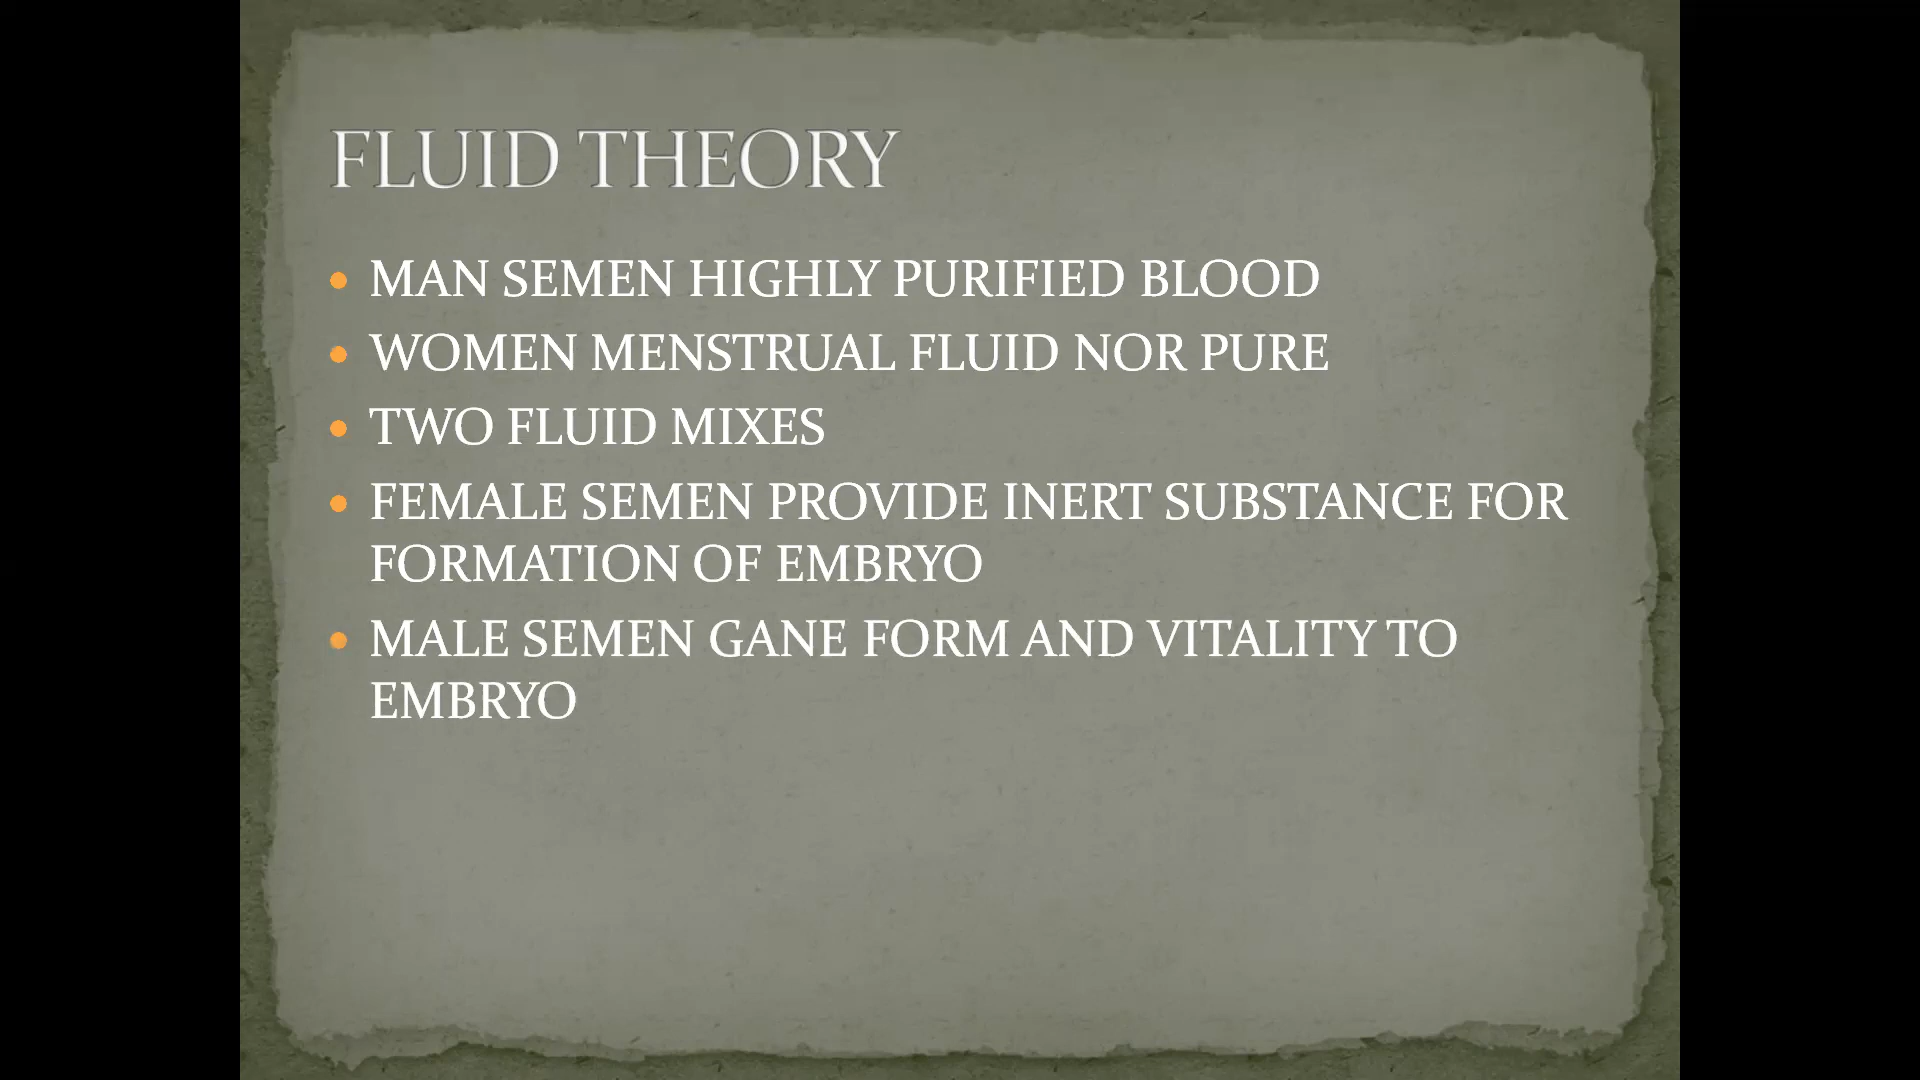 FLUID THEORY
MAN SEMEN HIGHLY PURIFIED BLOOD
WOMEN MENSTRUAL FLUID NOR PURE
TWO FLUID MIXES
FEMALE SEMEN PROVIDE INERT SUBSTANCE FOR
FORMATION OF EMBRYO
MALE SEMEN GANE FORM AND VITALITY TO
EMBRYO